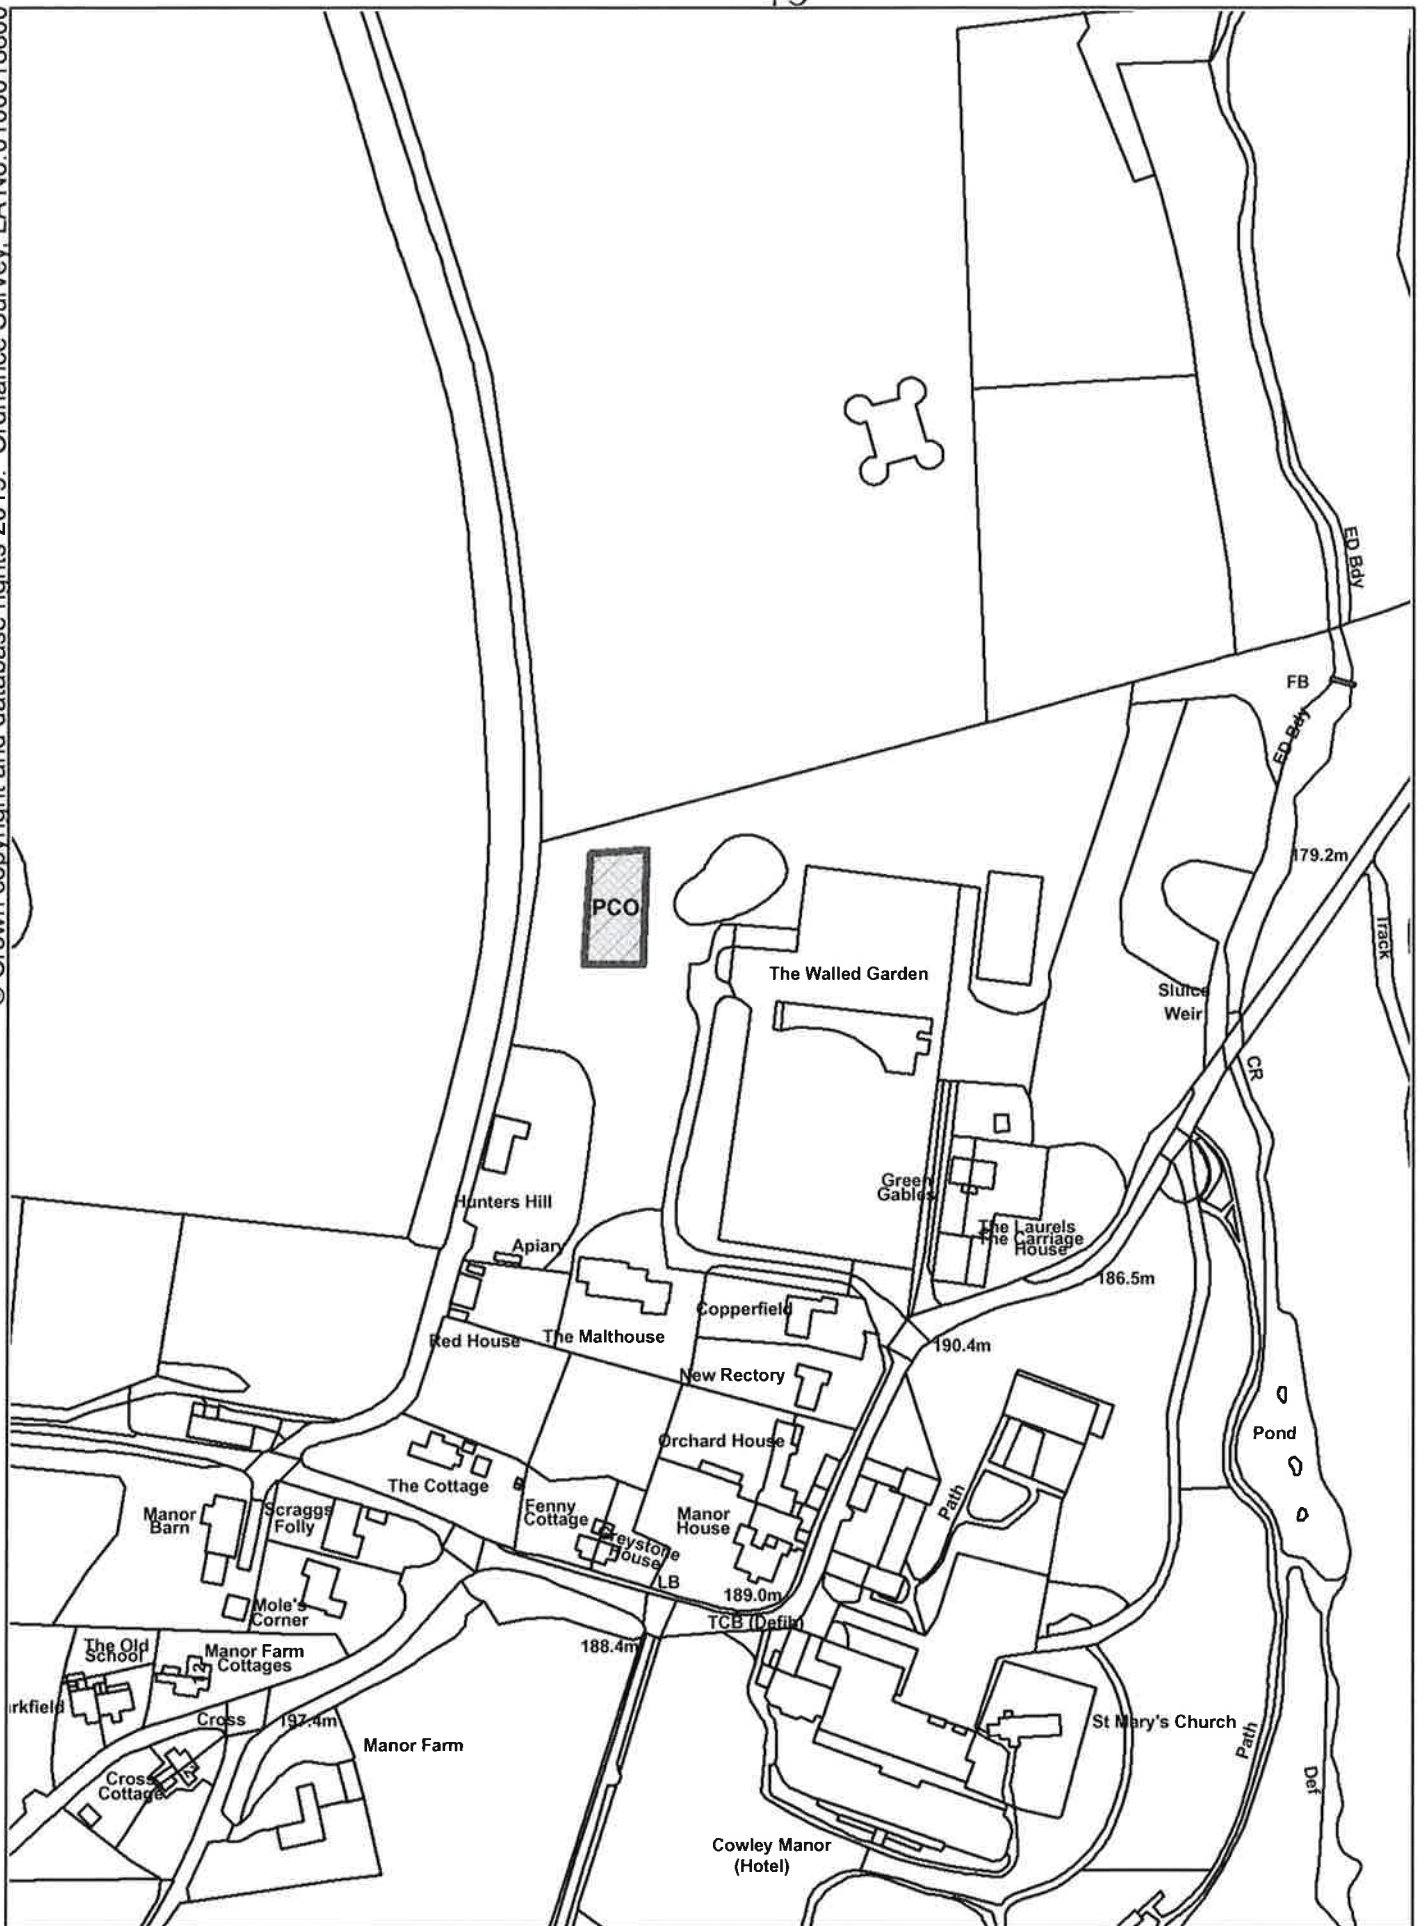 © Crown copyright and database rights 2019. Ordnance Survey, LA No.
ED Bdy
FB
ED Bdy
179.2m
PCO
Track
The Walled Garden
Sluice
Weir
CR
Green
Gables
Hunters Hill
The Laurels
The Carriage
House
Apiary
186.5m
Copperfield
Red House
The Malthouse
190.4m
New Rectory
Pond
Orchard House
The Cottage
Path
Manor
Barn
Scraggs
Folly
Fenny
Cottage
Manor
House
Greystone
House
LB
189.0m
Mole's
Corner
TCB (Defib)
188.4m
The Old
School
Manor Farm
Cottages
2
rkfield
Cross
197.4m
St Mary's Church
Path
Manor Farm
Cross
Cottage
2
Def
Cowley Manor
(Hotel)